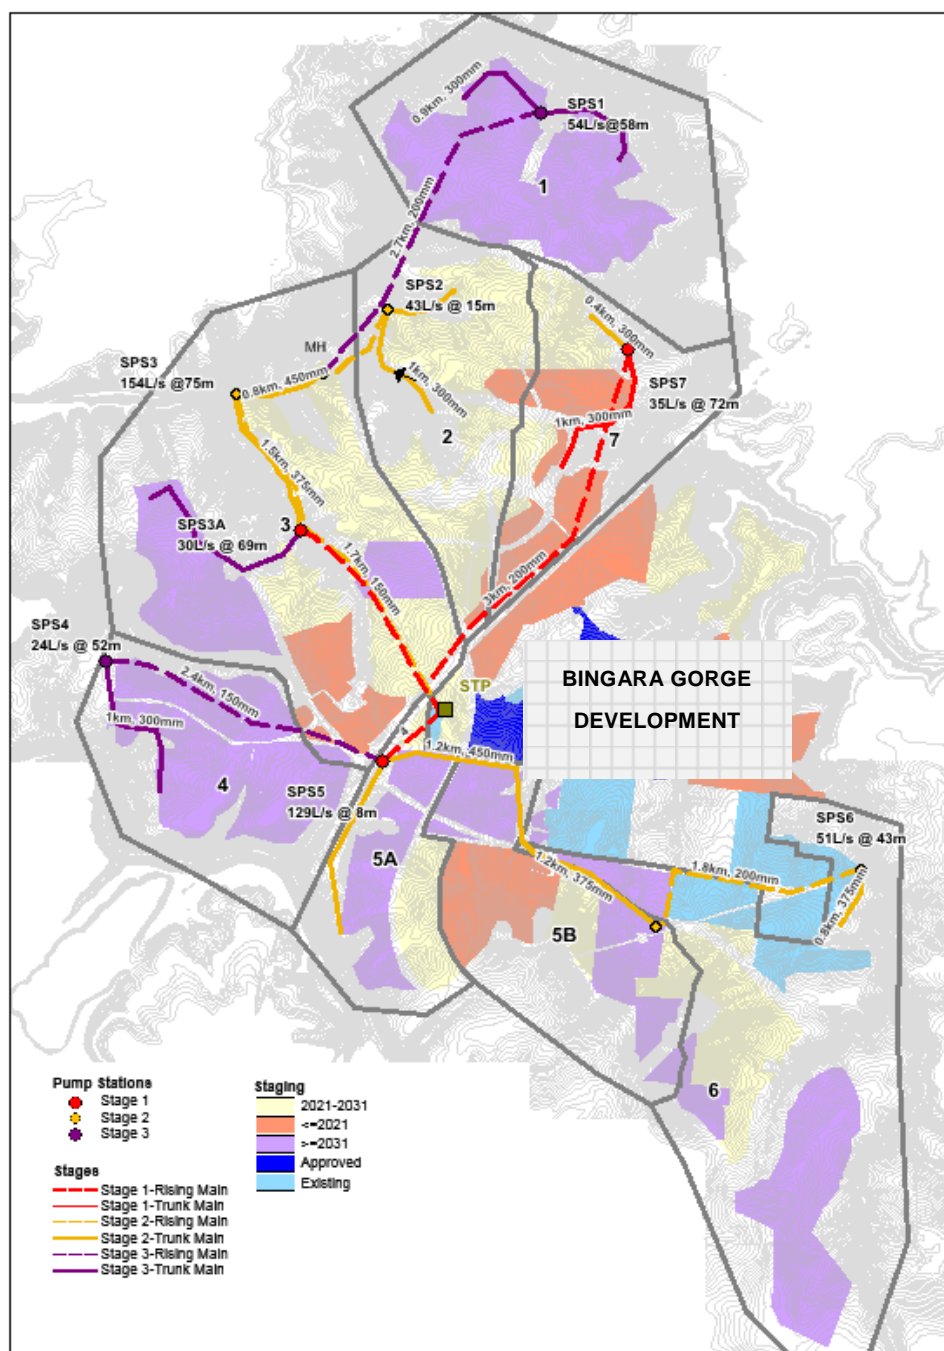 0.9km, 300mm
SPS1
54L/s@58m
1
2.7km, 200mm
SPS2
43L/s @ 15m
0.4km, 300mm
MH
SPS3
154L/s @75m
0.8km, 450mm
1km, 300mm
SPS7
35L/s @ 72m
2
1km, 300mm
7
1.5km, 375mm
SPS3A
30L/s @ 69m
3
1.7km, 150mm
3km, 200mm
SPS4
24L/s @ 52m
2.4km, 150mm
1km, 300mm
STP
BINGARA GORGE
DEVELOPMENT
1.2km, 450mm
4
SPS5
129L/s @ 8m
5A
SPS6
51L/s @ 43m
1.2km, 375mm
1.8km, 200mm
0.8km, 375mm
5B
6
Pump Stations
Stage 1
Stage 2
Stage 3
Stages
Stage 1-Rising Main
Stage 1-Trunk Main
Stage 2-Rising Main
Stage 2-Trunk Main
Stage 3-Rising Main
Stage 3-Trunk Main
Staging
2021-2031
<=2021
>=2031
Approved
Existing